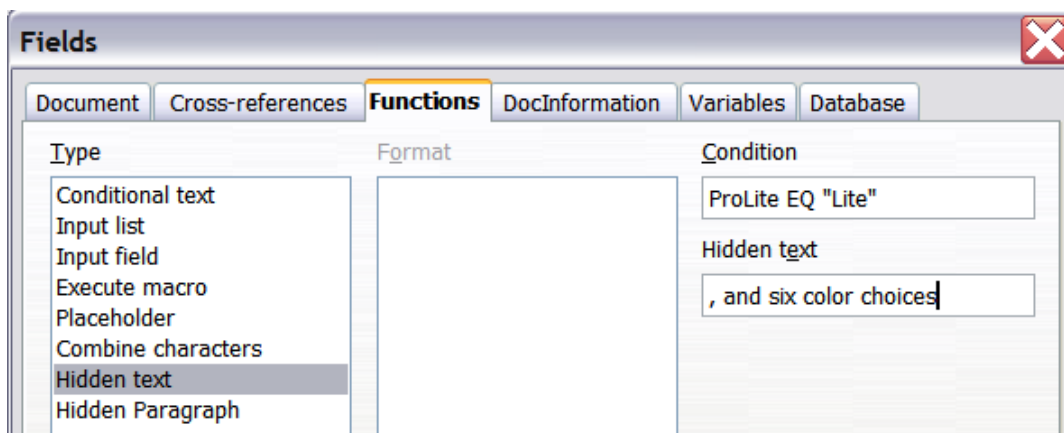 Fields
Document Cross-references Functions DocInformation Variables Database
Type Format Condition
Conditional text
Input list
Input field
Execute macro
Placeholder
Combine characters
Hidden text
Hidden Paragraph
ProLite EQ "Lite"
Hidden text
, and six color choices